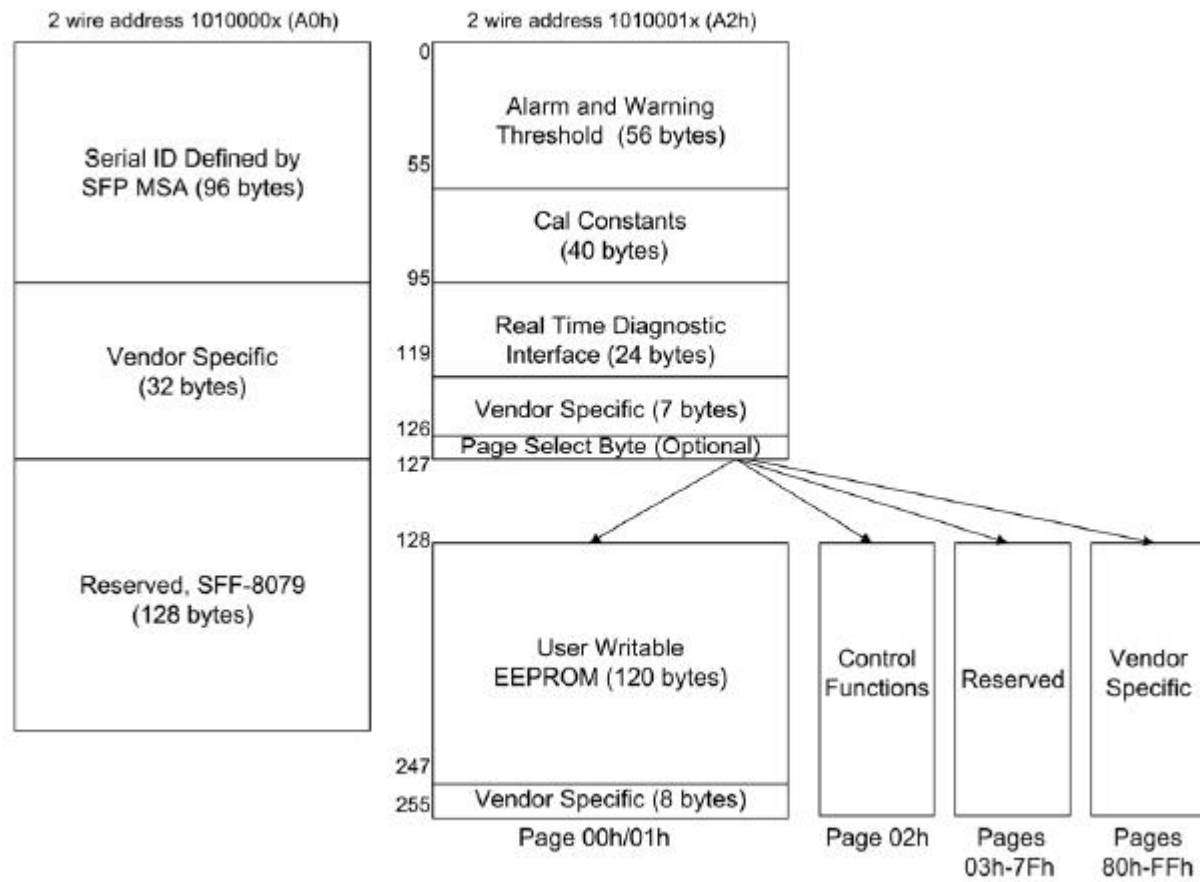 2 wire address 1010000x (A0h)
Serial ID Defined by
SFP MSA (96 bytes)
Vendor Specific
(32 bytes)
Reserved, SFF-8079
(128 bytes)
2 wire address 1010001x (A2h)
0
Alarm and Warning
Threshold (56 bytes)
55
Cal Constants
(40 bytes)
95
Real Time Diagnostic
Interface (24 bytes)
119
Vendor Specific (7 bytes)
126
Page Select Byte (Optional)
127
128
User Writable
EEPROM (120 bytes)
247
Vendor Specific (8 bytes)
255
Page 00h/01h
Control
Functions
Page 02h
Reserved
Pages
03h-7Fh
Vendor
Specific
Pages
80h-FFh